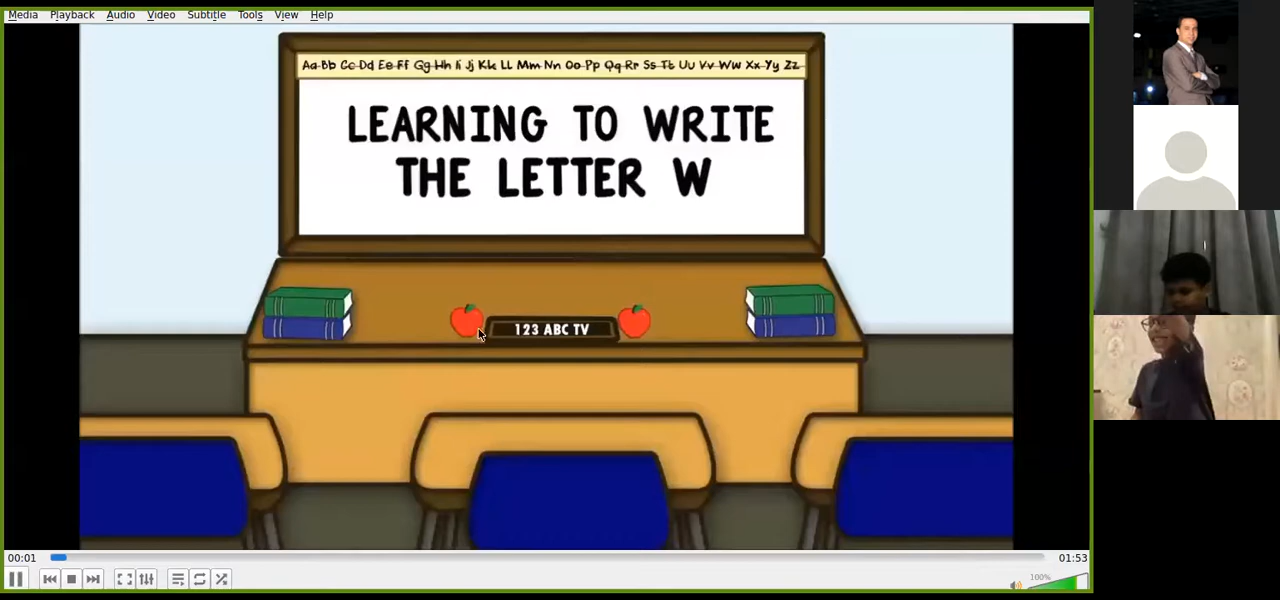 Media Playback Audio Video Subtitle Tools View Help
Aa Bb Cc Dd Ee Ff Gg Hh Ii Jj Kk LL Mm Nn Oo Pp Qq Rr Ss Tt Uu Vv Ww Xx Yy Zz
LEARNING TO WRITE
THE LETTER W
123 ABC TV
00:01
01:53
100%